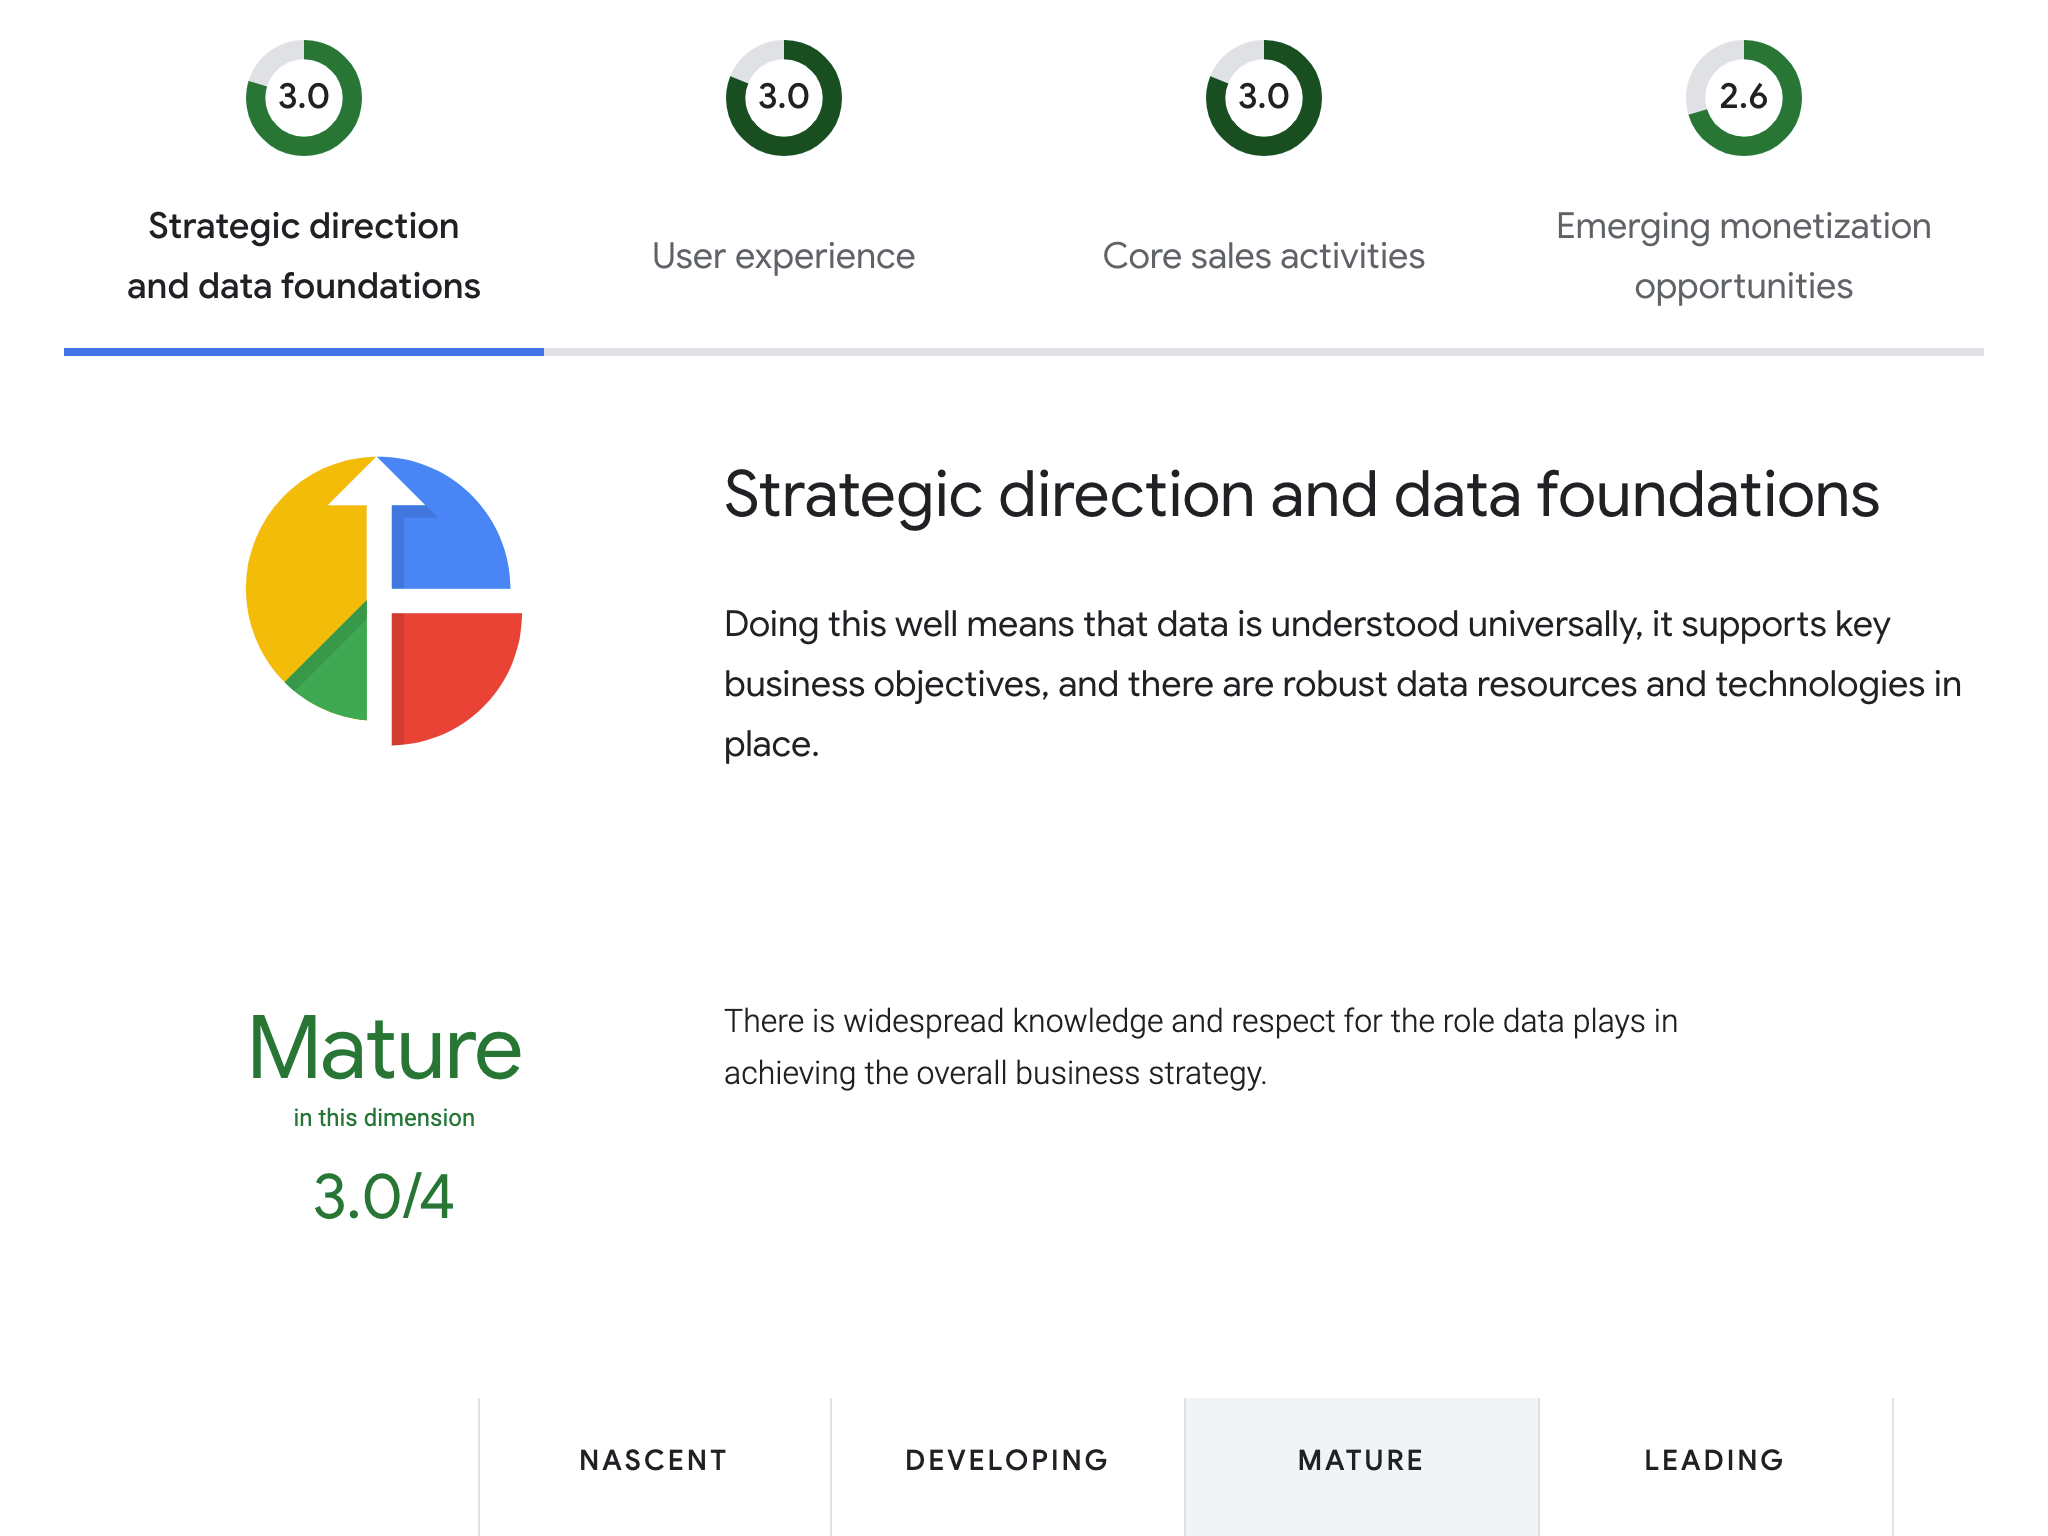 3.0
3.0
3.0
2.6
Strategic direction
and data foundations
User experience
Core sales activities
Emerging monetization
opportunities
Strategic direction and data foundations
Doing this well means that data is understood universally, it supports key
business objectives, and there are robust data resources and technologies in
place.
Mature
in this dimension
3.0/4
There is widespread knowledge and respect for the role data plays in
achieving the overall business strategy.
NASCENT
DEVELOPING
MATURE
LEADING